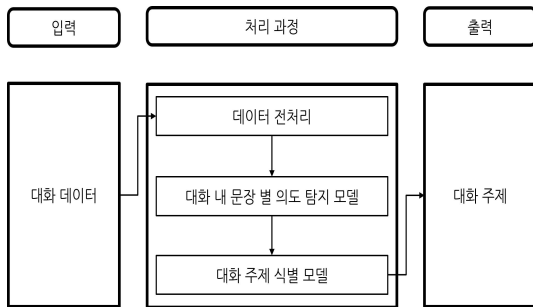 입력
처리 과정
출력
대화 데이터
데이터 전처리
대화 내 문장 별 의도 탐지 모델
대화 주제 식별 모델
대화 주제